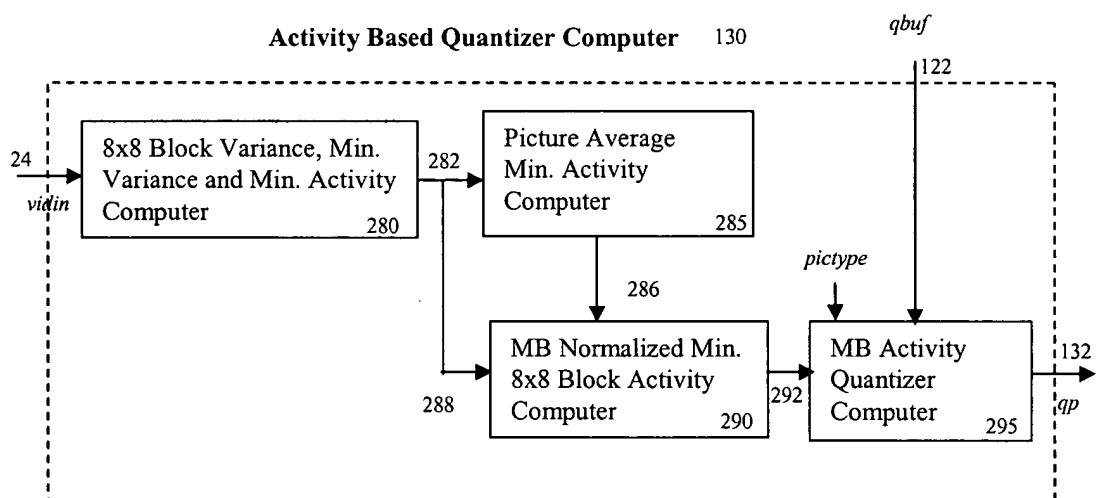 Activity Based Quantizer Computer 130
qbuf
122
8x8 Block Variance, Min.
Variance and Min. Activity
Computer
280
24
vidin
282
Picture Average
Min. Activity
Computer
285
286
pictype
288
MB Normalized Min.
8x8 Block Activity
Computer
290
292
MB Activity
Quantizer
Computer
295
132
qp